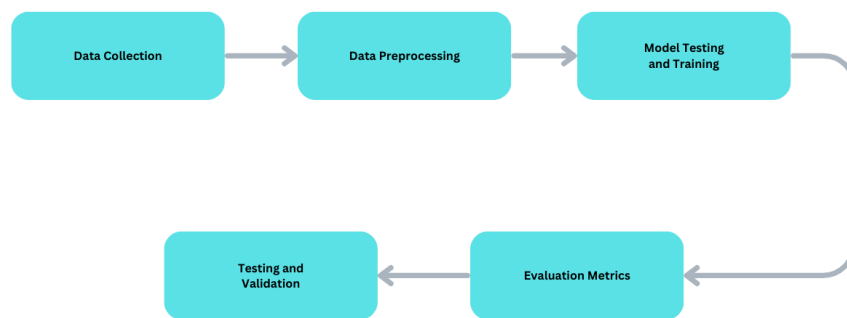 Data Collection
Data Preprocessing
Model Testing
and Training
Evaluation Metrics
Testing and
Validation